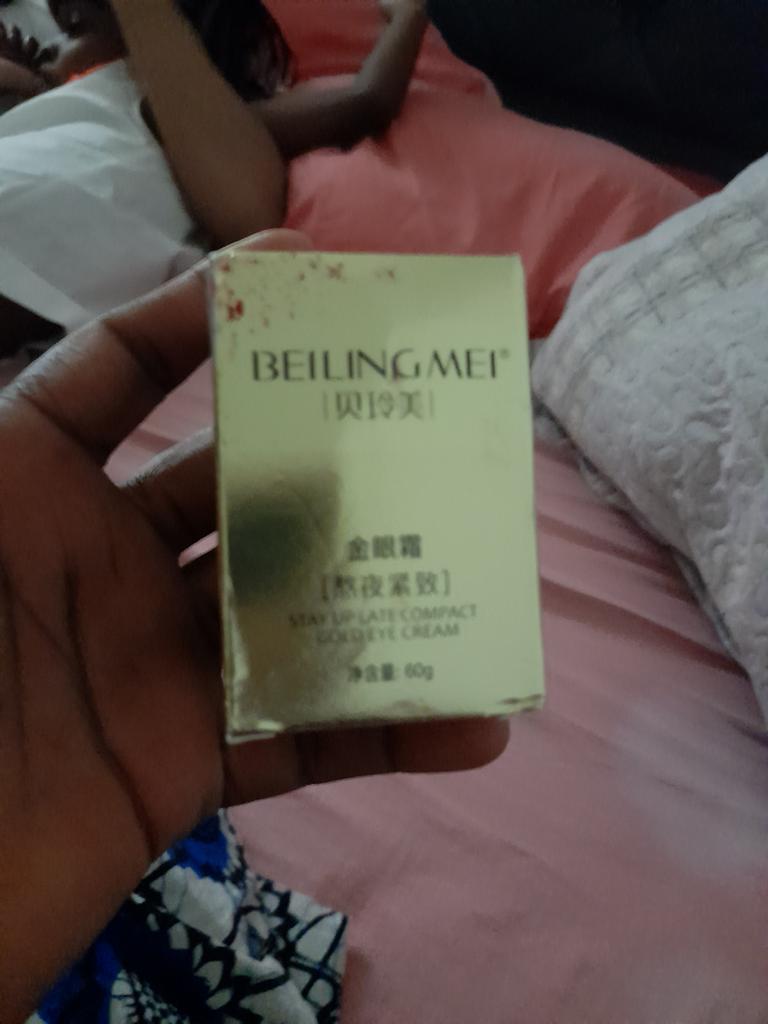 BEILINGMEI®
贝玲美
金眼霜
[熬夜紧致]
STAY UP LATE COMPACT
GOLD EYE CREAM
净含量: 60g